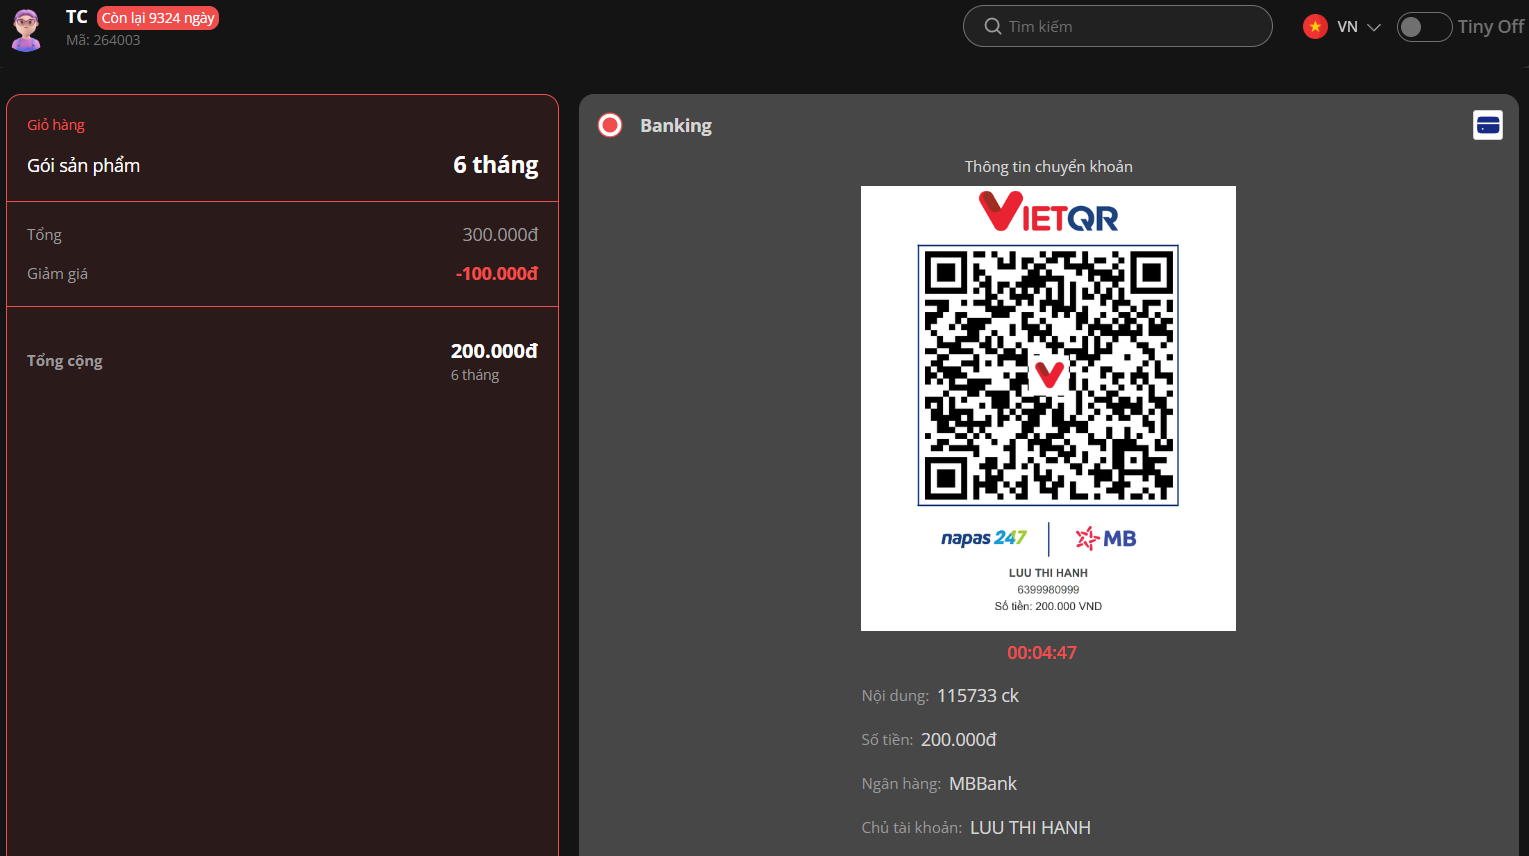 TC Còn lại 9324 ngày
Mã: 264003
Tìm kiếm
VN
Tiny Off
Giỏ hàng
Gói sản phẩm 6 tháng
Tổng 300.000đ
Giảm giá -100.000đ
Tổng cộng 200.000đ
6 tháng
Banking
Thông tin chuyển khoản
VIETQR
napas 247 MB
LUU THI HANH
6399980999
Số tiền: 200.000 VND
00:04:47
Nội dung: 115733 ck
Số tiền: 200.000đ
Ngân hàng: MBBank
Chủ tài khoản: LUU THI HANH